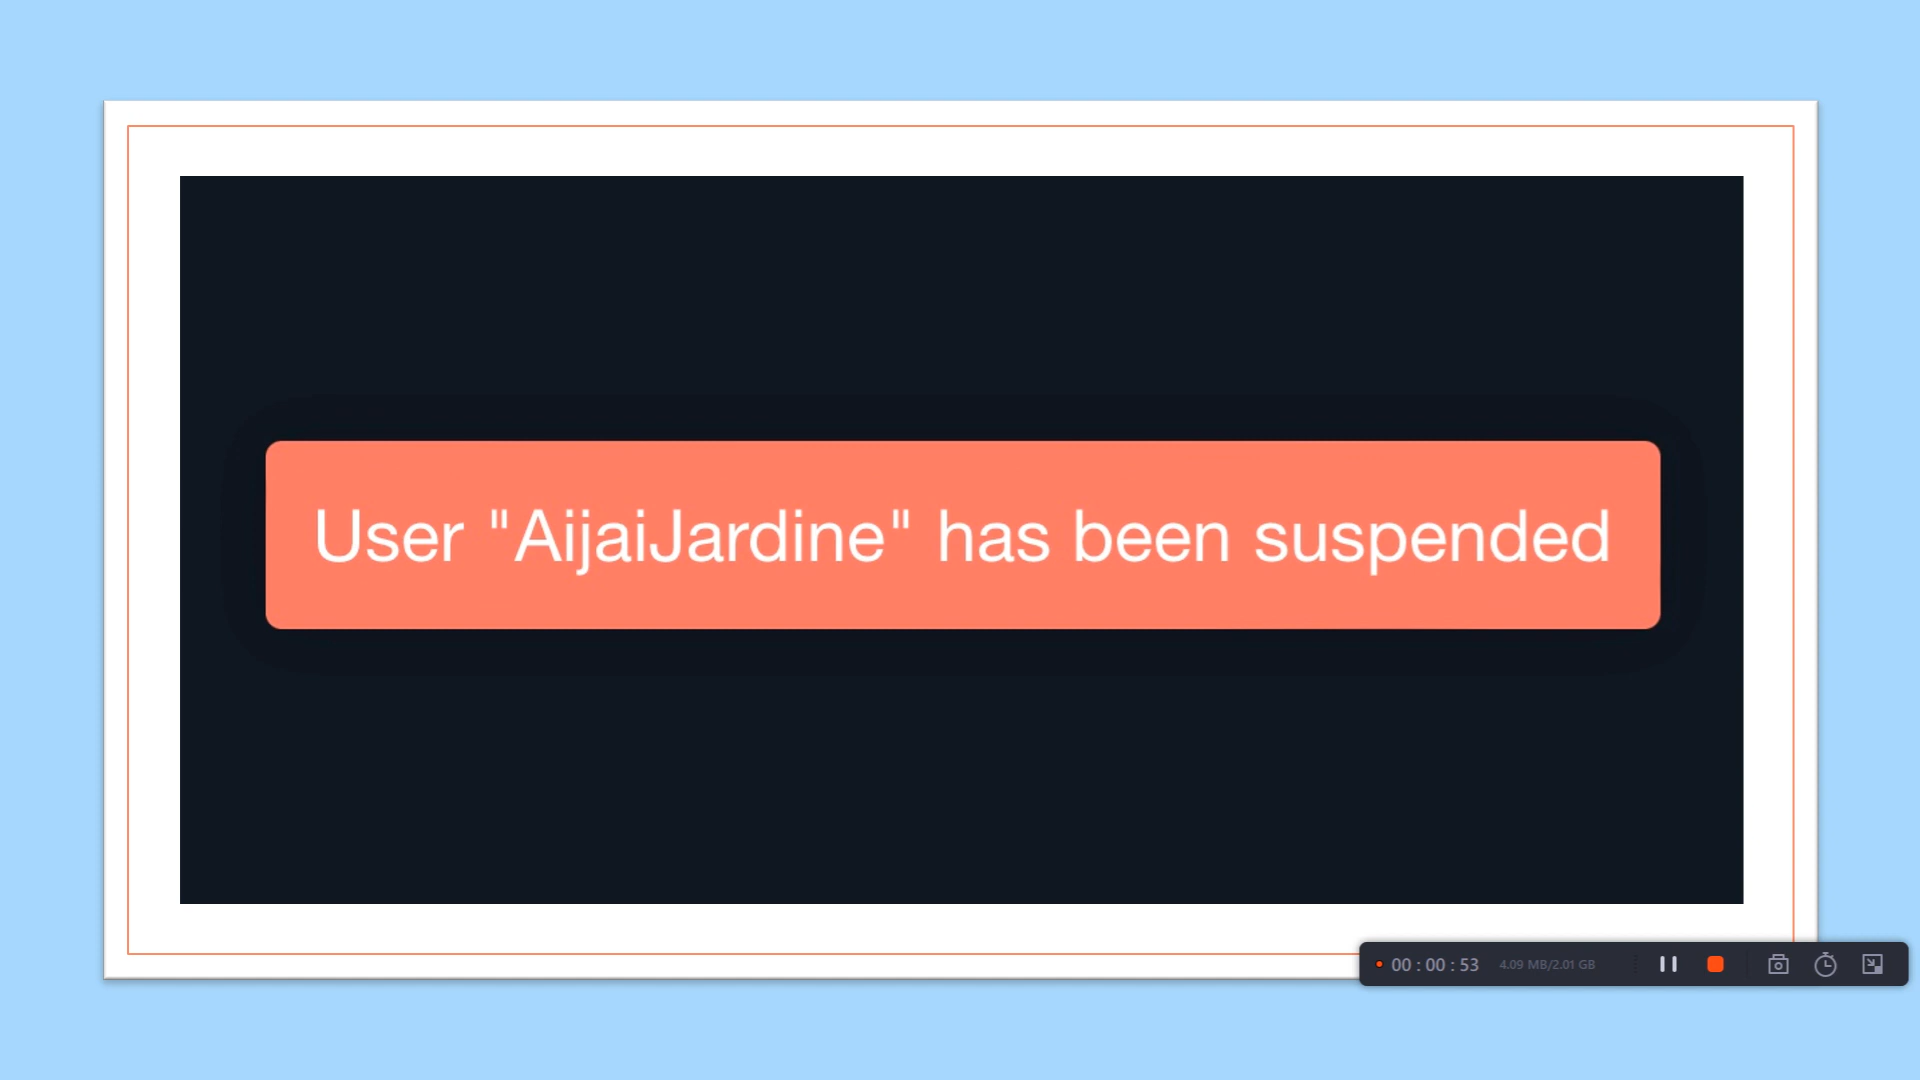 User "AijaiJardine" has been suspended
00 : 00 : 53 4.09 MB/2.01 GB